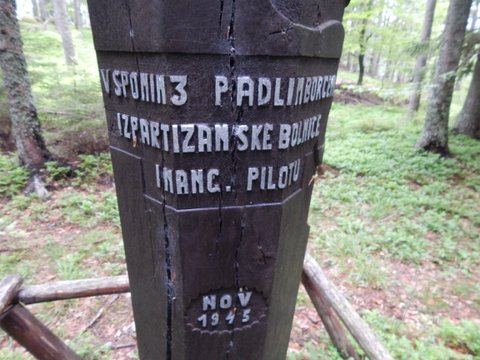 V SPOMIN 3 PADLIM BORCEM
IZ PARTIZANSKE BOLNICE
IN ANG. PILOTU
NOV
1945